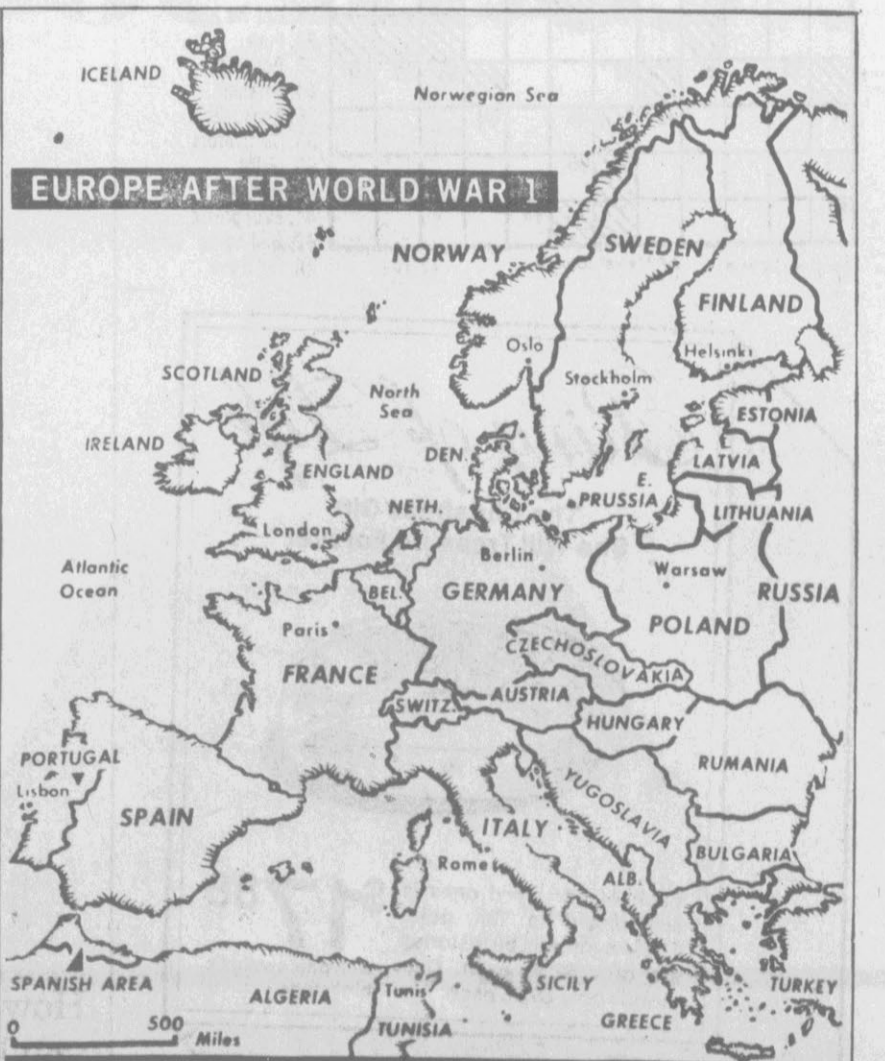 ICELAND
Norwegian Sea
EUROPE AFTER WORLD WAR 1
NORWAY
SWEDEN
FINLAND
Oslo
Helsinki
Stockholm
SCOTLAND
North
Sea
IRELAND
ENGLAND
DEN.
ESTONIA
LATVIA
E.
PRUSSIA
LITHUANIA
NETH.
London
Berlin
Warsaw
Atlantic
Ocean
BEL.
GERMANY
RUSSIA
Paris
POLAND
CZECHOSLOVAKIA
FRANCE
SWITZ.
AUSTRIA
HUNGARY
PORTUGAL
Lisbon
SPAIN
RUMANIA
YUGOSLAVIA
ITALY
Rome
BULGARIA
ALB.
SPANISH AREA
ALGERIA
Tunis
TUNISIA
SICILY
GREECE
TURKEY
0 500
Miles